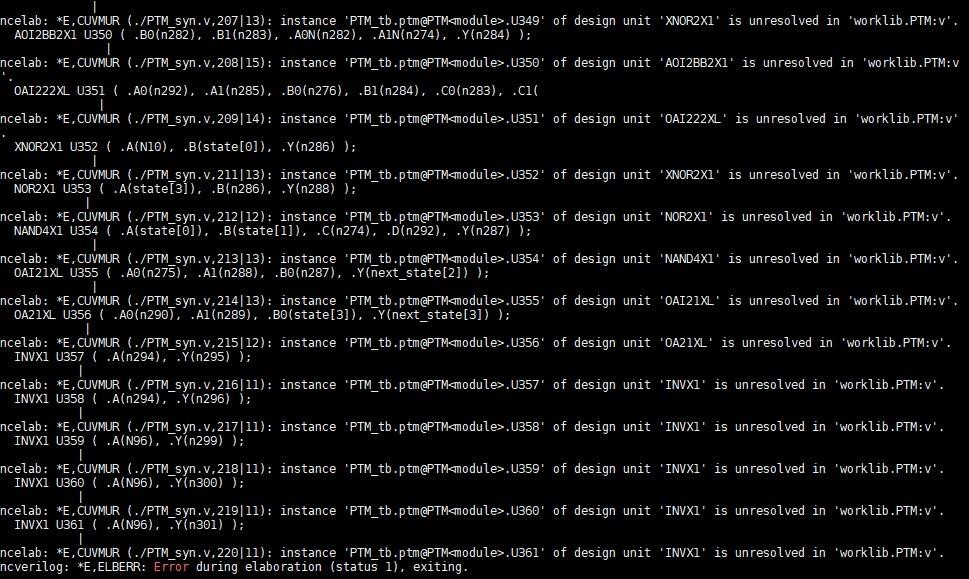 |
ncelab: *E,CUVMUR (./PTM_syn.v,207|13): instance 'PTM_tb.ptm@PTM<module>.U349' of design unit 'XNOR2X1' is unresolved in 'worklib.PTM:v'.
AOI2BB2X1 U350 ( .B0(n282), .B1(n283), .A0N(n282), .A1N(n274), .Y(n284) );
|
ncelab: *E,CUVMUR (./PTM_syn.v,208|15): instance 'PTM_tb.ptm@PTM<module>.U350' of design unit 'AOI2BB2X1' is unresolved in 'worklib.PTM:v
'.
OAI222XL U351 ( .A0(n292), .A1(n285), .B0(n276), .B1(n284), .C0(n283), .C1(
|
ncelab: *E,CUVMUR (./PTM_syn.v,209|14): instance 'PTM_tb.ptm@PTM<module>.U351' of design unit 'OAI222XL' is unresolved in 'worklib.PTM:v'
.
XNOR2X1 U352 ( .A(N10), .B(state[0]), .Y(n286) );
|
ncelab: *E,CUVMUR (./PTM_syn.v,211|13): instance 'PTM_tb.ptm@PTM<module>.U352' of design unit 'XNOR2X1' is unresolved in 'worklib.PTM:v'.
NOR2X1 U353 ( .A(state[3]), .B(n286), .Y(n288) );
|
ncelab: *E,CUVMUR (./PTM_syn.v,212|12): instance 'PTM_tb.ptm@PTM<module>.U353' of design unit 'NOR2X1' is unresolved in 'worklib.PTM:v'.
NAND4X1 U354 ( .A(state[0]), .B(state[1]), .C(n274), .D(n292), .Y(n287) );
|
ncelab: *E,CUVMUR (./PTM_syn.v,213|13): instance 'PTM_tb.ptm@PTM<module>.U354' of design unit 'NAND4X1' is unresolved in 'worklib.PTM:v'.
OAI21XL U355 ( .A0(n275), .A1(n288), .B0(n287), .Y(next_state[2]) );
|
ncelab: *E,CUVMUR (./PTM_syn.v,214|13): instance 'PTM_tb.ptm@PTM<module>.U355' of design unit 'OAI21XL' is unresolved in 'worklib.PTM:v'.
OA21XL U356 ( .A0(n290), .A1(n289), .B0(state[3]), .Y(next_state[3]) );
|
ncelab: *E,CUVMUR (./PTM_syn.v,215|12): instance 'PTM_tb.ptm@PTM<module>.U356' of design unit 'OA21XL' is unresolved in 'worklib.PTM:v'.
INVX1 U357 ( .A(n294), .Y(n295) );
|
ncelab: *E,CUVMUR (./PTM_syn.v,216|11): instance 'PTM_tb.ptm@PTM<module>.U357' of design unit 'INVX1' is unresolved in 'worklib.PTM:v'.
INVX1 U358 ( .A(n294), .Y(n296) );
|
ncelab: *E,CUVMUR (./PTM_syn.v,217|11): instance 'PTM_tb.ptm@PTM<module>.U358' of design unit 'INVX1' is unresolved in 'worklib.PTM:v'.
INVX1 U359 ( .A(N96), .Y(n299) );
|
ncelab: *E,CUVMUR (./PTM_syn.v,218|11): instance 'PTM_tb.ptm@PTM<module>.U359' of design unit 'INVX1' is unresolved in 'worklib.PTM:v'.
INVX1 U360 ( .A(N96), .Y(n300) );
|
ncelab: *E,CUVMUR (./PTM_syn.v,219|11): instance 'PTM_tb.ptm@PTM<module>.U360' of design unit 'INVX1' is unresolved in 'worklib.PTM:v'.
INVX1 U361 ( .A(N96), .Y(n301) );
|
ncelab: *E,CUVMUR (./PTM_syn.v,220|11): instance 'PTM_tb.ptm@PTM<module>.U361' of design unit 'INVX1' is unresolved in 'worklib.PTM:v'.
ncverilog: *E,ELBERR: Error during elaboration (status 1), exiting.